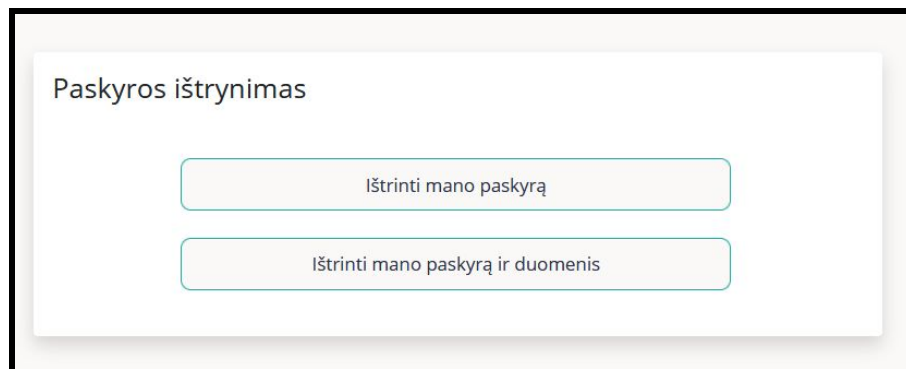 Paskyros ištrynimas
Ištrinti mano paskyrą
Ištrinti mano paskyrą ir duomenis